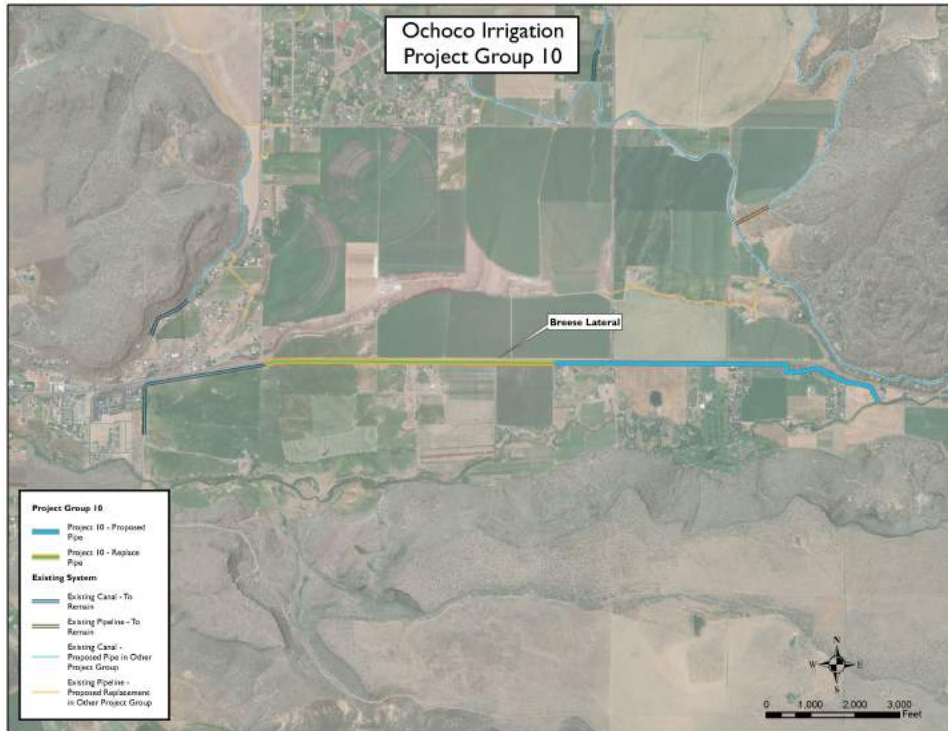 Ochoco Irrigation
Project Group 10
Breese Lateral
Project Group 10
Project 10 - Proposed
Pipe
Project 10 - Replace
Pipe
Existing System
Existing Canal - To
Remain
Existing Pipeline - To
Remain
Existing Canal -
Proposed Pipe in Other
Project Group
Existing Pipeline -
Proposed Replacement
in Other Project Group
N
W E
S
0 1,000 2,000 3,000
Feet